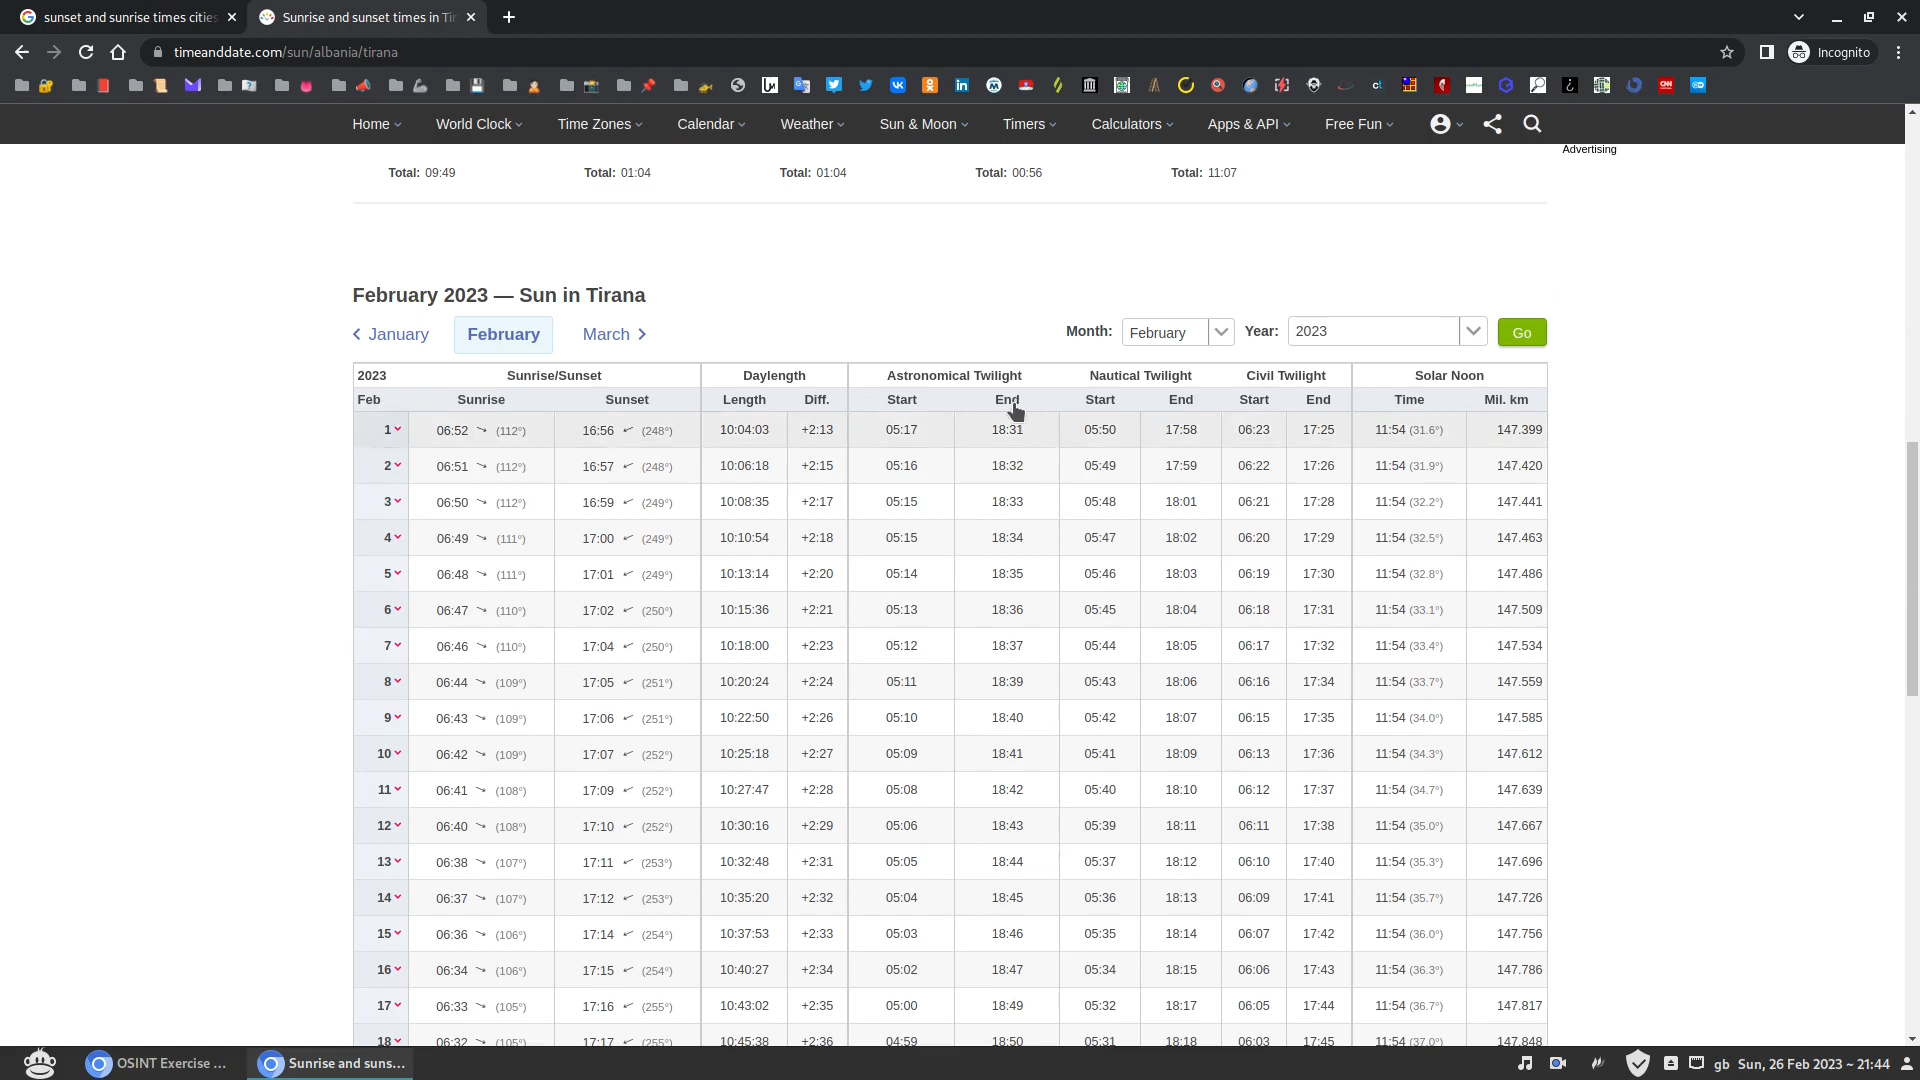 sunset and sunrise times cities
Sunrise and sunset times in Tir
timeanddate.com/sun/albania/tirana
Incognito
Home World Clock Time Zones Calendar Weather Sun & Moon Timers Calculators Apps & API Free Fun
Advertising
Total: 09:49 Total: 01:04 Total: 01:04 Total: 00:56 Total: 11:07
February 2023 — Sun in Tirana
January February March Month: February Year: 2023 Go
2023 Sunrise/Sunset Daylength Astronomical Twilight Nautical Twilight Civil Twilight Solar Noon
Feb Sunrise Sunset Length Diff. Start End Start End Start End Time Mil. km
1 06:52 (112°) 16:56 (248°) 10:04:03 +2:13 05:17 18:31 05:50 17:58 06:23 17:25 11:54 (31.6°) 147.399
2 06:51 (112°) 16:57 (248°) 10:06:18 +2:15 05:16 18:32 05:49 17:59 06:22 17:26 11:54 (31.9°) 147.420
3 06:50 (112°) 16:59 (249°) 10:08:35 +2:17 05:15 18:33 05:48 18:01 06:21 17:28 11:54 (32.2°) 147.441
4 06:49 (111°) 17:00 (249°) 10:10:54 +2:18 05:15 18:34 05:47 18:02 06:20 17:29 11:54 (32.5°) 147.463
5 06:48 (111°) 17:01 (249°) 10:13:14 +2:20 05:14 18:35 05:46 18:03 06:19 17:30 11:54 (32.8°) 147.486
6 06:47 (110°) 17:02 (250°) 10:15:36 +2:21 05:13 18:36 05:45 18:04 06:18 17:31 11:54 (33.1°) 147.509
7 06:46 (110°) 17:04 (250°) 10:18:00 +2:23 05:12 18:37 05:44 18:05 06:17 17:32 11:54 (33.4°) 147.534
8 06:44 (109°) 17:05 (251°) 10:20:24 +2:24 05:11 18:39 05:43 18:06 06:16 17:34 11:54 (33.7°) 147.559
9 06:43 (109°) 17:06 (251°) 10:22:50 +2:26 05:10 18:40 05:42 18:07 06:15 17:35 11:54 (34.0°) 147.585
10 06:42 (109°) 17:07 (252°) 10:25:18 +2:27 05:09 18:41 05:41 18:09 06:13 17:36 11:54 (34.3°) 147.612
11 06:41 (108°) 17:09 (252°) 10:27:47 +2:28 05:08 18:42 05:40 18:10 06:12 17:37 11:54 (34.7°) 147.639
12 06:40 (108°) 17:10 (252°) 10:30:16 +2:29 05:06 18:43 05:39 18:11 06:11 17:38 11:54 (35.0°) 147.667
13 06:38 (107°) 17:11 (253°) 10:32:48 +2:31 05:05 18:44 05:37 18:12 06:10 17:40 11:54 (35.3°) 147.696
14 06:37 (107°) 17:12 (253°) 10:35:20 +2:32 05:04 18:45 05:36 18:13 06:09 17:41 11:54 (35.7°) 147.726
15 06:36 (106°) 17:14 (254°) 10:37:53 +2:33 05:03 18:46 05:35 18:14 06:07 17:42 11:54 (36.0°) 147.756
16 06:34 (106°) 17:15 (254°) 10:40:27 +2:34 05:02 18:47 05:34 18:15 06:06 17:43 11:54 (36.3°) 147.786
17 06:33 (105°) 17:16 (255°) 10:43:02 +2:35 05:00 18:49 05:32 18:17 06:05 17:44 11:54 (36.7°) 147.817
18 06:32 (105°) 17:17 (255°) 10:45:38 +2:36 04:59 18:50 05:31 18:18 06:03 17:45 11:54 (37.0°) 147.848
OSINT Exercise ... Sunrise and suns... gb Sun, 26 Feb 2023 ~ 21:44